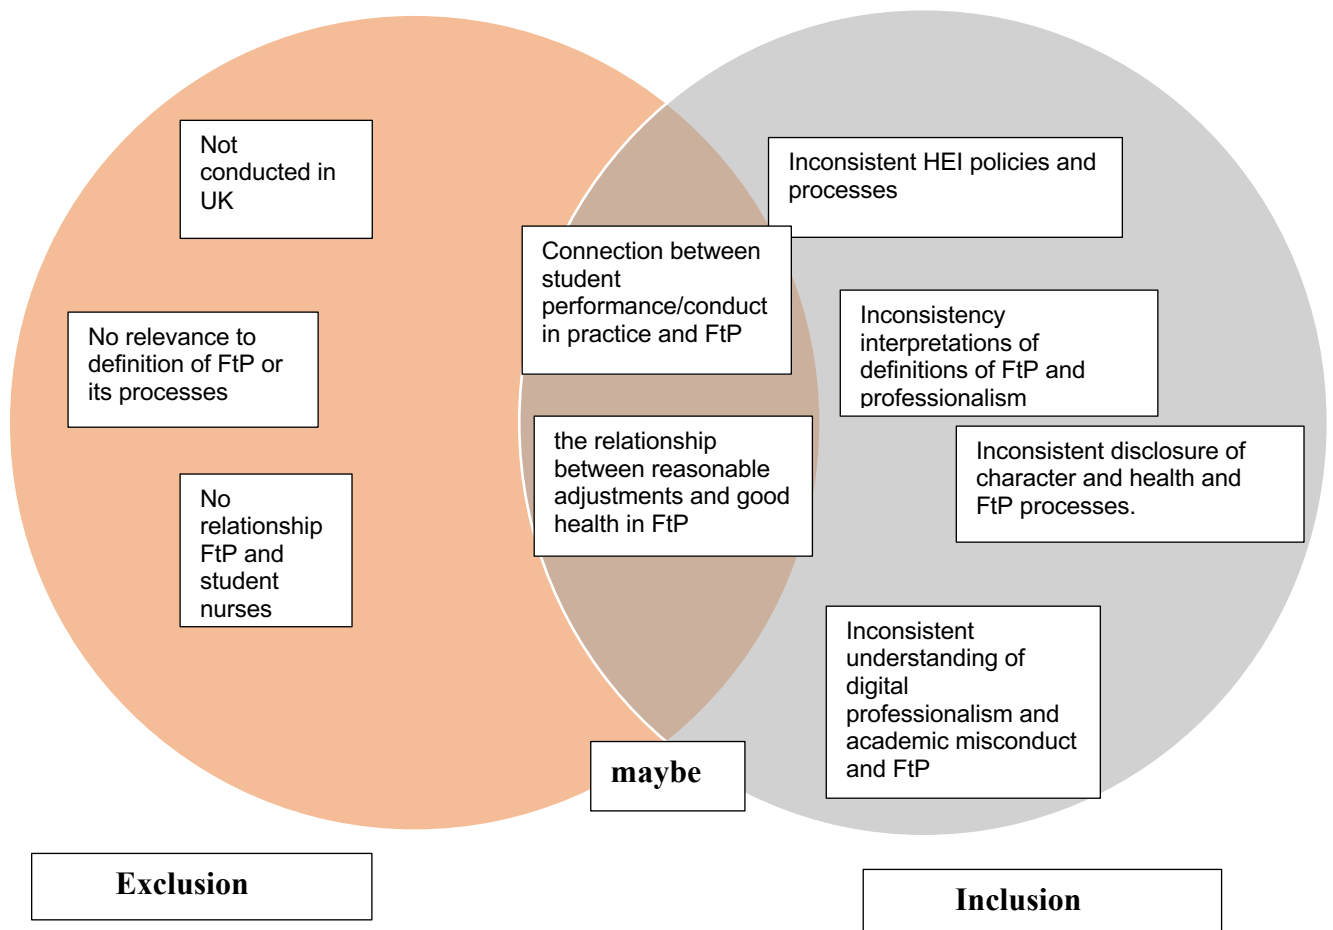 Not
conducted in
UK
No relevance to
definition of FtP or
its processes
No
relationship
FtP and
student
nurses
Connection between
student
performance/conduct
in practice and FtP
the relationship
between reasonable
adjustments and good
health in FtP
maybe
Inconsistent HEI policies and
processes
Inconsistency
interpretations of
definitions of FtP and
professionalism
Inconsistent disclosure of
character and health and
FtP processes.
Inconsistent
understanding of
digital
professionalism and
academic misconduct
and FtP
Exclusion
Inclusion